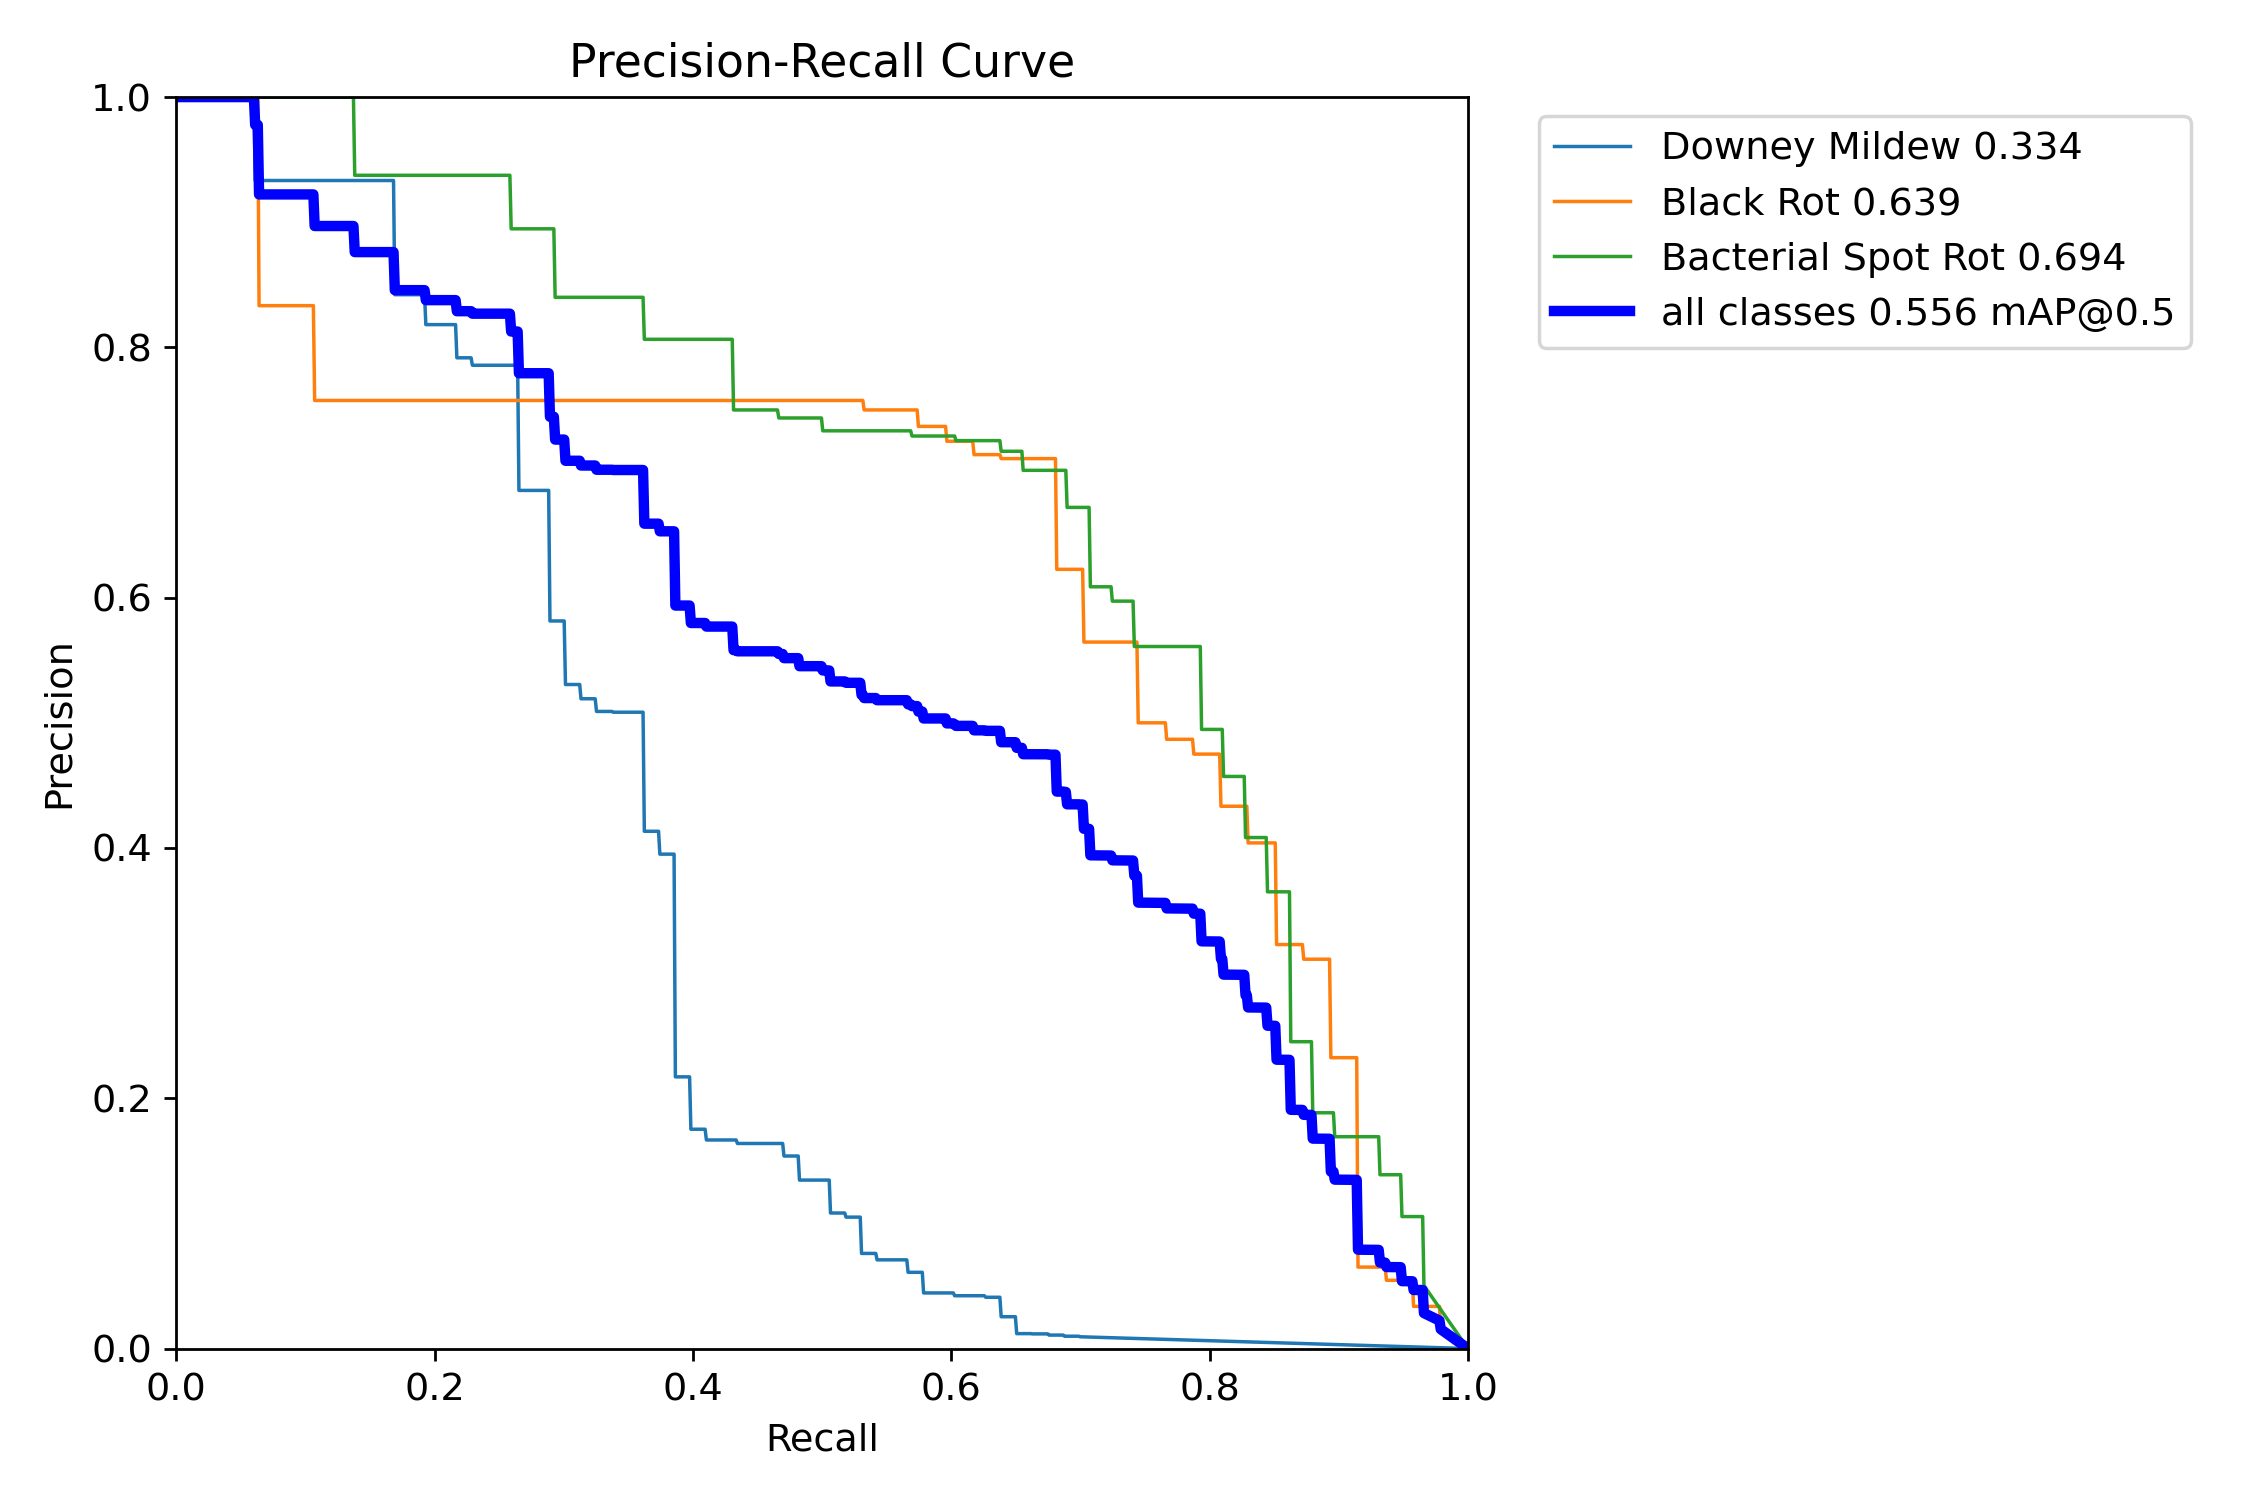 Precision-Recall Curve
1.0
0.8
0.6
0.4
0.2
0.0
Precision
0.0 0.2 0.4 0.6 0.8 1.0
Recall
Downey Mildew 0.334
Black Rot 0.639
Bacterial Spot Rot 0.694
all classes 0.556 mAP@0.5